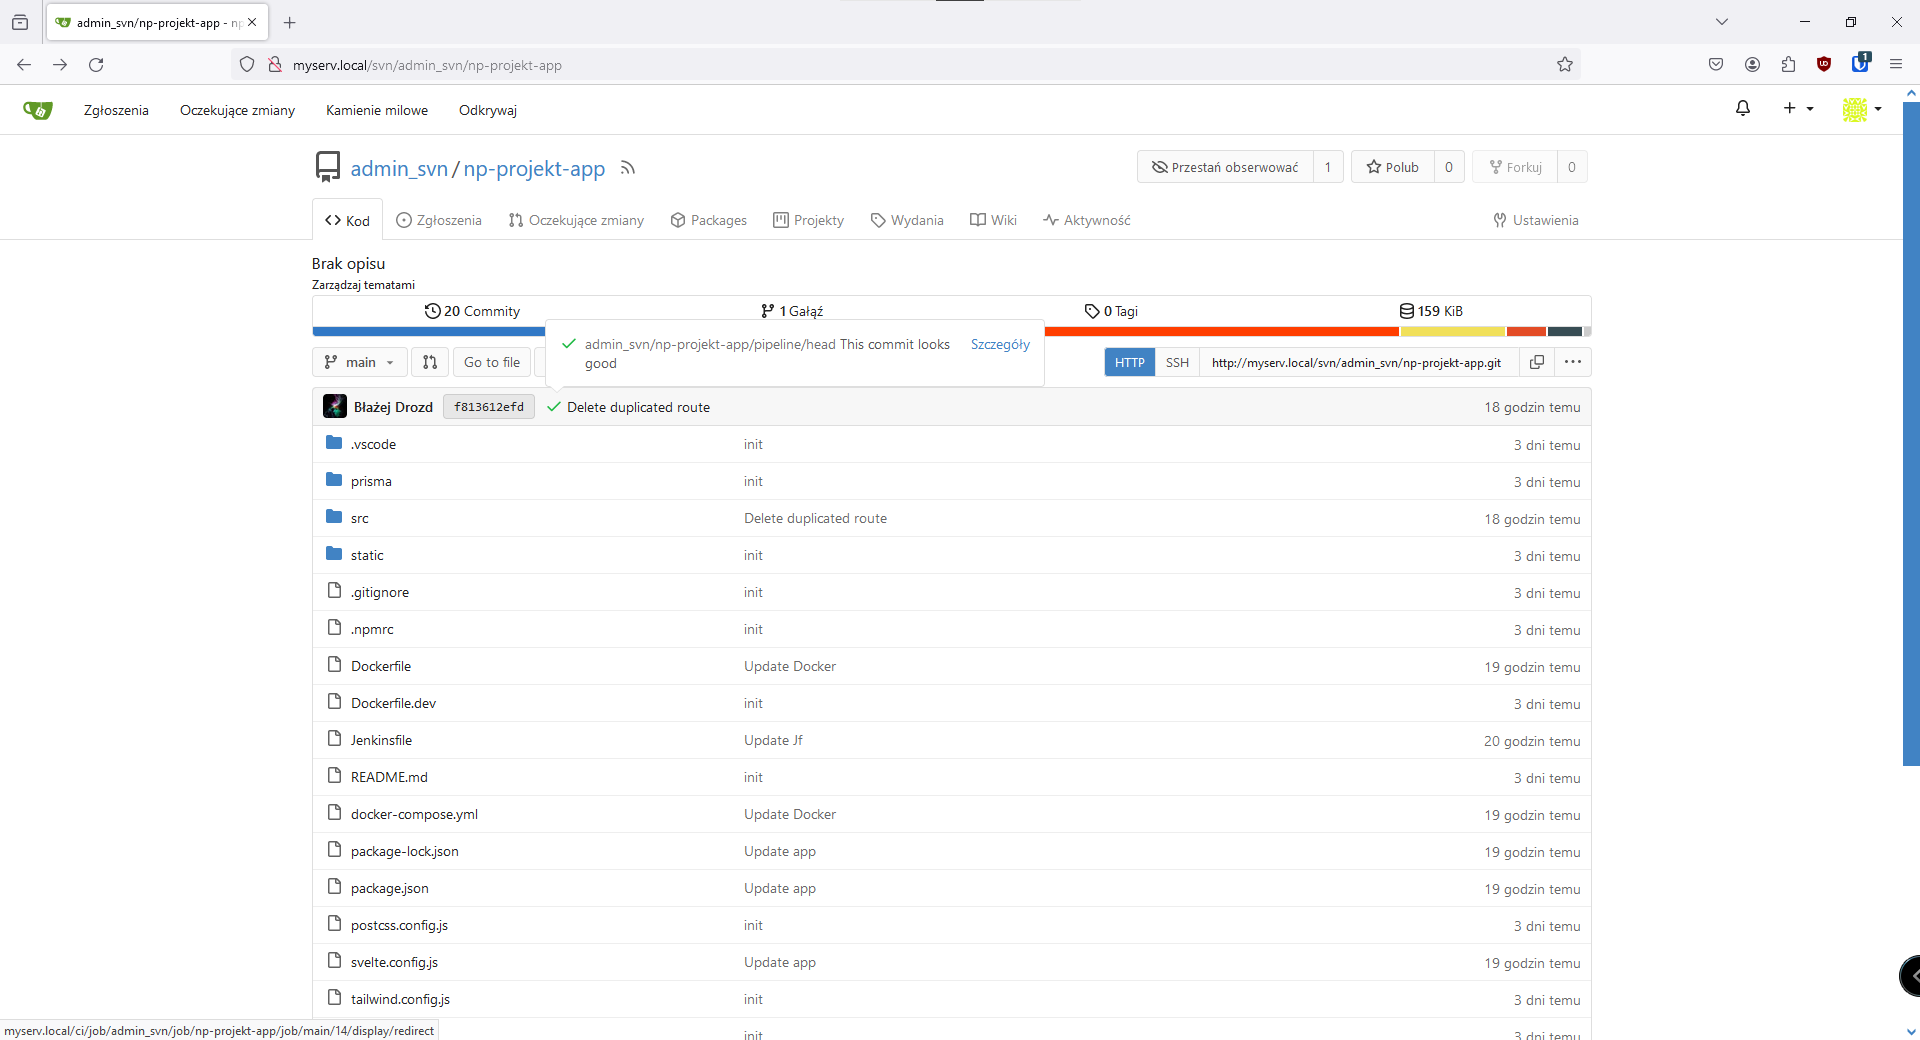 admin_svn/np-projekt-app - np
myserv.local/svn/admin_svn/np-projekt-app
1
Zgłoszenia Oczekujące zmiany Kamienie milowe Odkrywaj
admin_svn/np-projekt-app
Przestań obserwować 1 Polub 0 Forkuj 0
Kod Zgłoszenia Oczekujące zmiany Packages Projekty Wydania Wiki Aktywność Ustawienia
Brak opisu
Zarządzaj tematami
20 Commity 1 Gałąź 0 Tagi 159 KiB
admin_svn/np-projekt-app/pipeline/head This commit looks good Szczegóły
main Go to file HTTP SSH http://myserv.local/svn/admin_svn/np-projekt-app.git
Błażej Drozd f813612efd Delete duplicated route 18 godzin temu
.vscode init 3 dni temu
prisma init 3 dni temu
src Delete duplicated route 18 godzin temu
static init 3 dni temu
.gitignore init 3 dni temu
.npmrc init 3 dni temu
Dockerfile Update Docker 19 godzin temu
Dockerfile.dev init 3 dni temu
Jenkinsfile Update Jf 20 godzin temu
README.md init 3 dni temu
docker-compose.yml Update Docker 19 godzin temu
package-lock.json Update app 19 godzin temu
package.json Update app 19 godzin temu
postcss.config.js init 3 dni temu
svelte.config.js Update app 19 godzin temu
tailwind.config.js init 3 dni temu
init 3 dni temu
myserv.local/ci/job/admin_svn/job/np-projekt-app/job/main/14/display/redirect